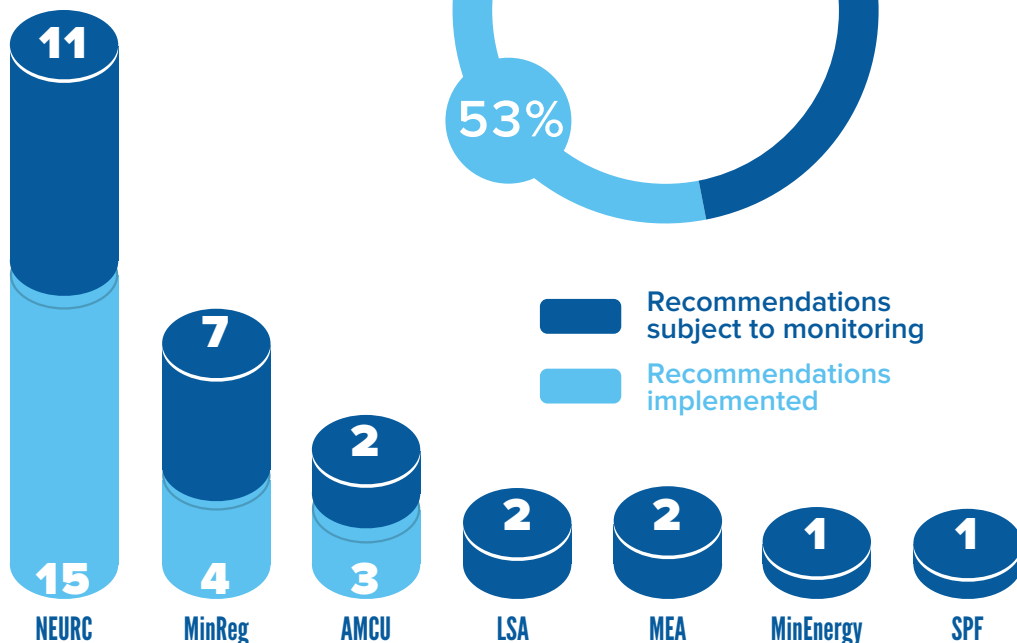 11
53%
Recommendations
subject to monitoring
Recommendations
implemented
7
2
2
2
1
1
15
4
3
NEURC
MinReg
AMCU
LSA
MEA
MinEnergy
SPF